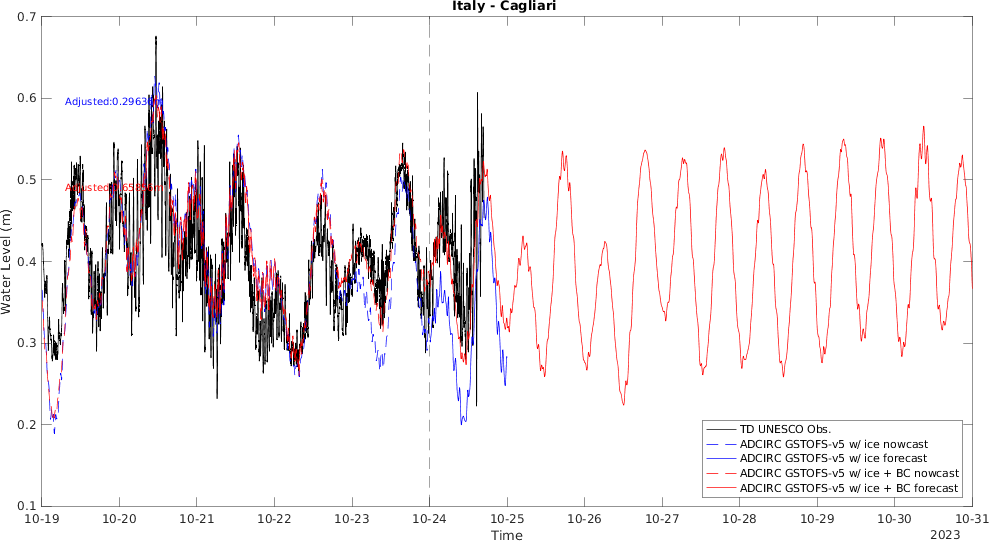 Italy - Cagliari
0.7
0.6
0.5
0.4
0.3
0.2
0.1
Water Level (m)
Adjusted:0.2963
TD UNESCO Obs.
ADCIRC GSTOFS-v5 w/ ice nowcast
ADCIRC GSTOFS-v5 w/ ice forecast
ADCIRC GSTOFS-v5 w/ ice + BC nowcast
ADCIRC GSTOFS-v5 w/ ice + BC forecast
10-19 10-20 10-21 10-22 10-23 10-24 10-25 10-26 10-27 10-28 10-29 10-30 10-31
Time
2023